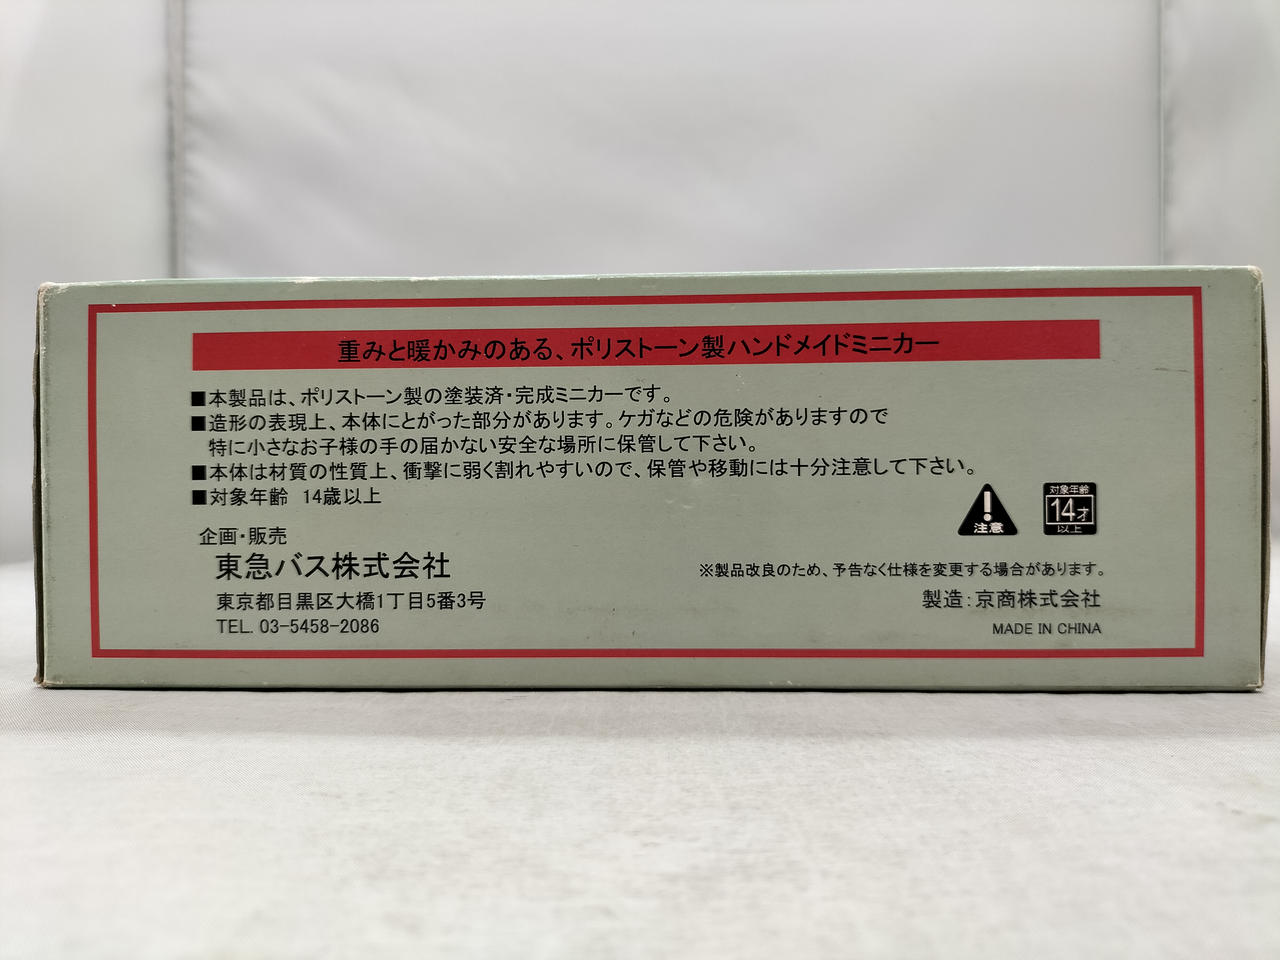 重みと暖かみのある、ポリストーン製ハンドメイドミニカー
■本製品は、ポリストーン製の塗装済・完成ミニカーです。
■造形の表現上、本体にとがった部分があります。ケガなどの危険がありますので
特に小さなお子様の手の届かない安全な場所に保管して下さい。
■本体は材質の性質上、衝撃に弱く割れやすいので、保管や移動には十分注意して下さい。
■対象年齢 14歳以上
注意
対象年齢
14才
以上
企画・販売
東急バス株式会社
東京都目黒区大橋1丁目5番3号
TEL. 03-5458-2086
※製品改良のため、予告なく仕様を変更する場合があります。
製造：京商株式会社
MADE IN CHINA